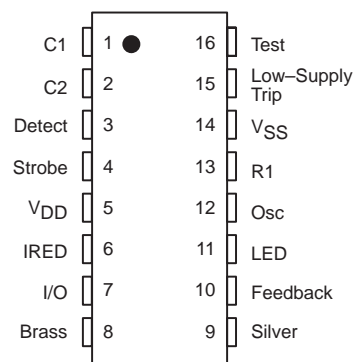 C1 1 16 Test
C2 2 15 Low–Supply Trip
Detect 3 14 VSS
Strobe 4 13 R1
VDD 5 12 Osc
IRED 6 11 LED
I/O 7 10 Feedback
Brass 8 9 Silver